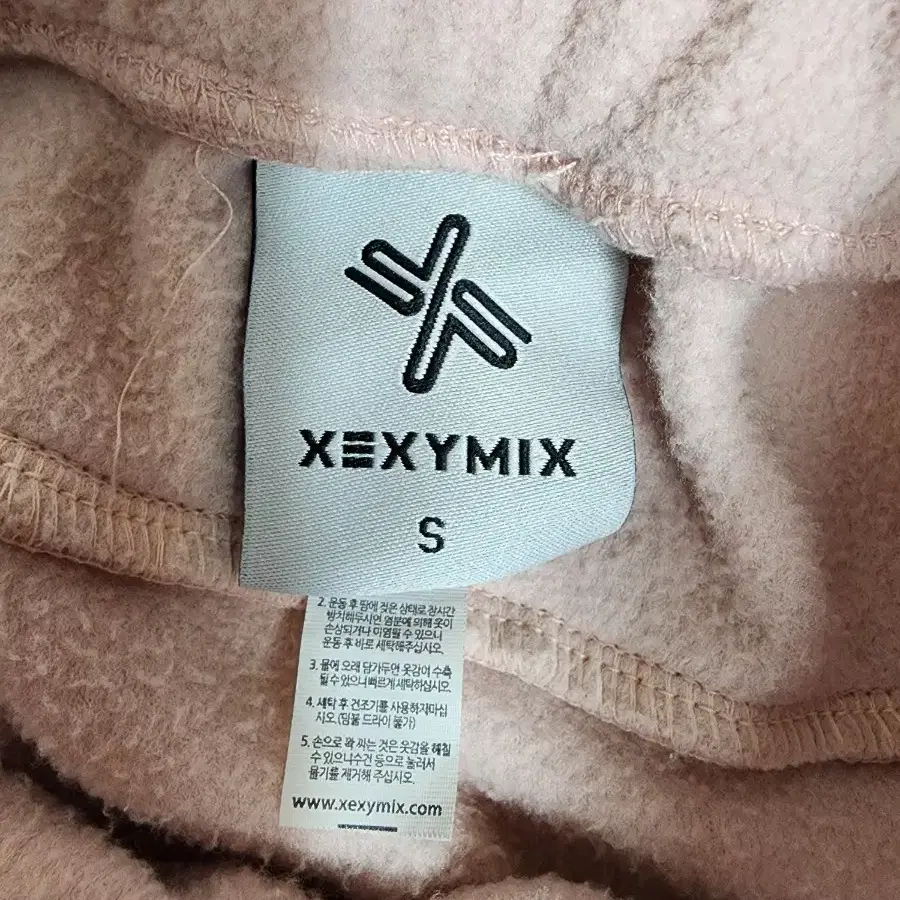 XEXYMIX
S
2. 운동 후 땀에 젖은 상태로 장시간
방치해두시면 염분에 의해 옷이
손상되거나 이염될 수 있으니
운동 후 바로 세탁해주십시오.
3. 물에 오래 담가두면 옷감이 수축
될 수 있으니 빠르게 세탁하십시오.
4. 세탁 후 건조기를 사용하지마십
시오.(텀블 드라이 불가)
5. 손으로 꽉 짜는 것은 옷감을 해칠
수 있으니 수건 등으로 눌러서
물기를 제거해 주십시오.
www.xexymix.com